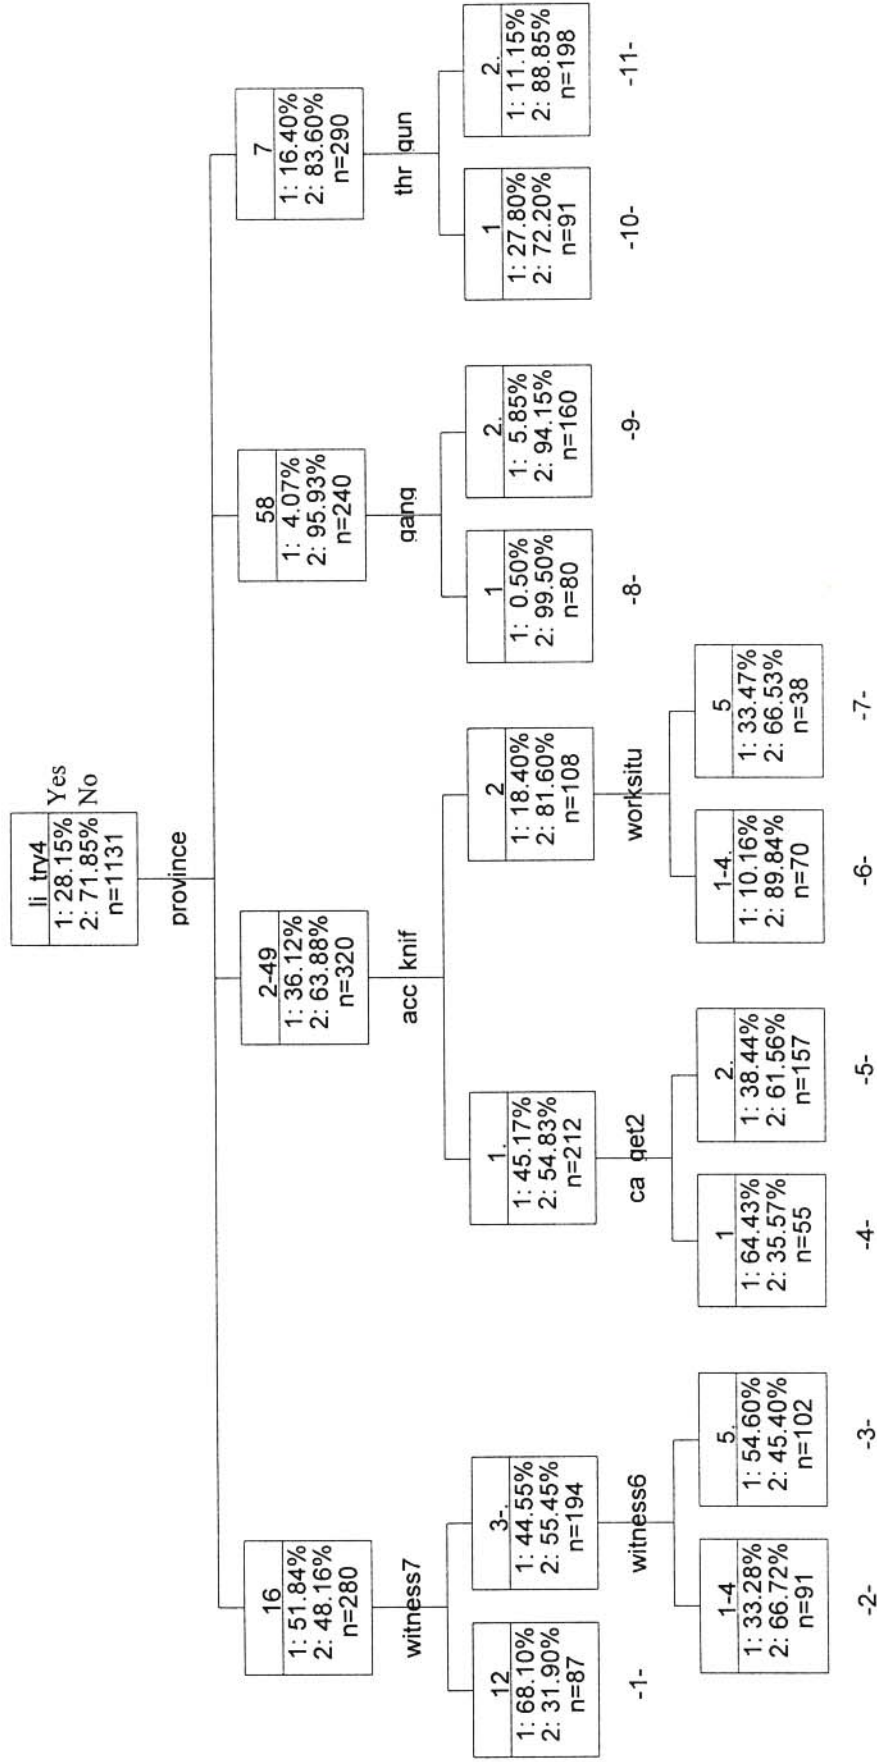 li_try4
1: 28.15% Yes
2: 71.85% No
n=1131
province
16
1: 51.84%
2: 48.16%
n=280
2-49
1: 36.12%
2: 63.88%
n=320
58
1: 4.07%
2: 95.93%
n=240
7
1: 16.40%
2: 83.60%
n=290
witness7
acc_knif
gang
thr_gun
12
1: 68.10%
2: 31.90%
n=87
3-.
1: 44.55%
2: 55.45%
n=194
1.
1: 45.17%
2: 54.83%
n=212
2
1: 18.40%
2: 81.60%
n=108
1
1: 0.50%
2: 99.50%
n=80
2.
1: 5.85%
2: 94.15%
n=160
1
1: 27.80%
2: 72.20%
n=91
2.
1: 11.15%
2: 88.85%
n=198
-1-
witness6
ca_get2
worksitu
-8-
-9-
-10-
-11-
1-4
1: 33.28%
2: 66.72%
n=91
5.
1: 54.60%
2: 45.40%
n=102
1
1: 64.43%
2: 35.57%
n=55
2.
1: 38.44%
2: 61.56%
n=157
1-4.
1: 10.16%
2: 89.84%
n=70
5
1: 33.47%
2: 66.53%
n=38
-2-
-3-
-4-
-5-
-6-
-7-